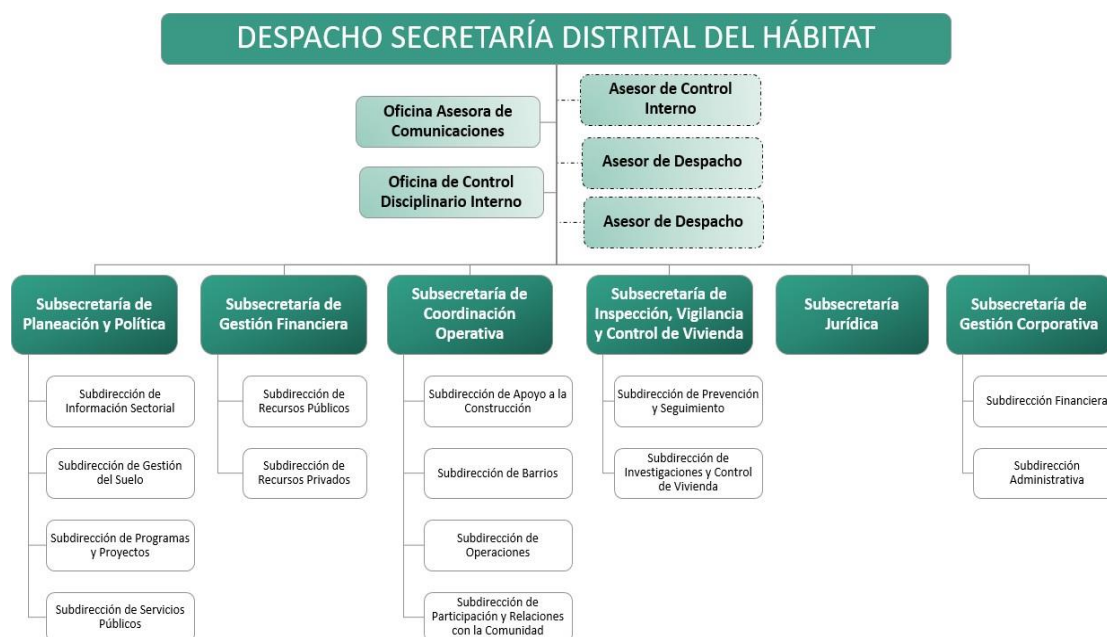 DESPACHO SECRETARÍA DISTRITAL DEL HÁBITAT
Oficina Asesora de
Comunicaciones
Asesor de Control
Interno
Asesor de Despacho
Oficina de Control
Disciplinario Interno
Asesor de Despacho
Subsecretaría de
Planeación y Política
Subsecretaría de
Gestión Financiera
Subsecretaría de
Coordinación
Operativa
Subsecretaría de
Inspección, Vigilancia
y Control de Vivienda
Subsecretaría
Jurídica
Subsecretaría de
Gestión Corporativa
Subdirección de
Información Sectorial
Subdirección de Gestión
del Suelo
Subdirección de Programas
y Proyectos
Subdirección de Servicios
Públicos
Subdirección de
Recursos Públicos
Subdirección de
Recursos Privados
Subdirección de Apoyo a la
Construcción
Subdirección de Barrios
Subdirección de
Operaciones
Subdirección de
Participación y Relaciones
con la Comunidad
Subdirección de Prevención
y Seguimiento
Subdirección de
Investigaciones y Control
de Vivienda
Subdirección Financiera
Subdirección
Administrativa